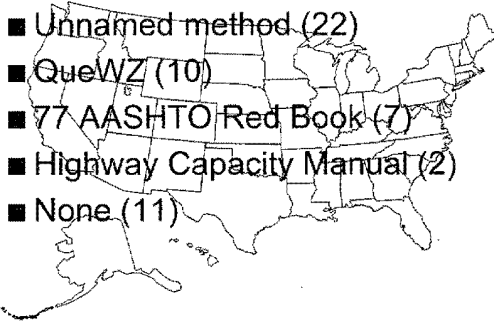 ■ Unnamed method (22)
■ QueWZ (10)
■ 77 AASHTO Red Book (7)
■ Highway Capacity Manual (2)
■ None (11)